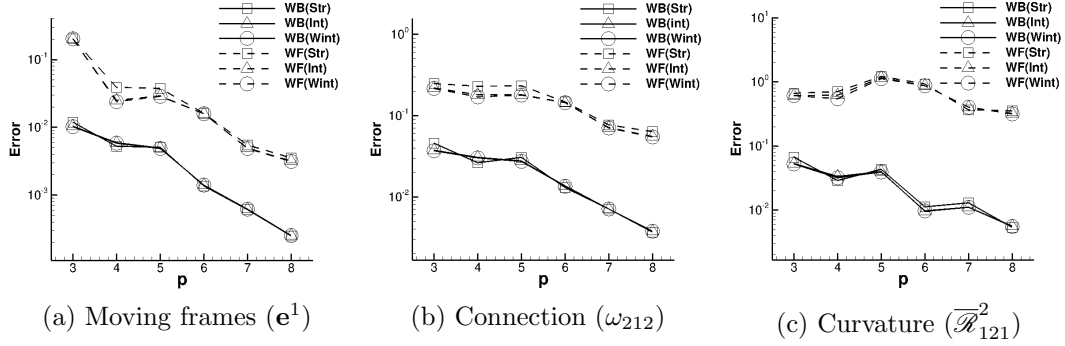 WB(Str)
WB(Int)
WB(Wint)
WF(Str)
WF(Int)
WF(Wint)
10^-1
10^-2
10^-3
Error
3 4 5 6 7 8
p
(a) Moving frames (e^1)
WB(Str)
WB(int)
WB(Wint)
WF(Str)
WF(Int)
WF(Wint)
10^0
10^-1
10^-2
Error
3 4 5 6 7 8
p
(b) Connection (ω_212)
WB(Str)
WB(Int)
WB(Wint)
WF(Str)
WF(Int)
WF(Wint)
10^1
10^0
10^-1
10^-2
Error
3 4 5 6 7 8
p
(c) Curvature (\overline{ℛ}^2_121)